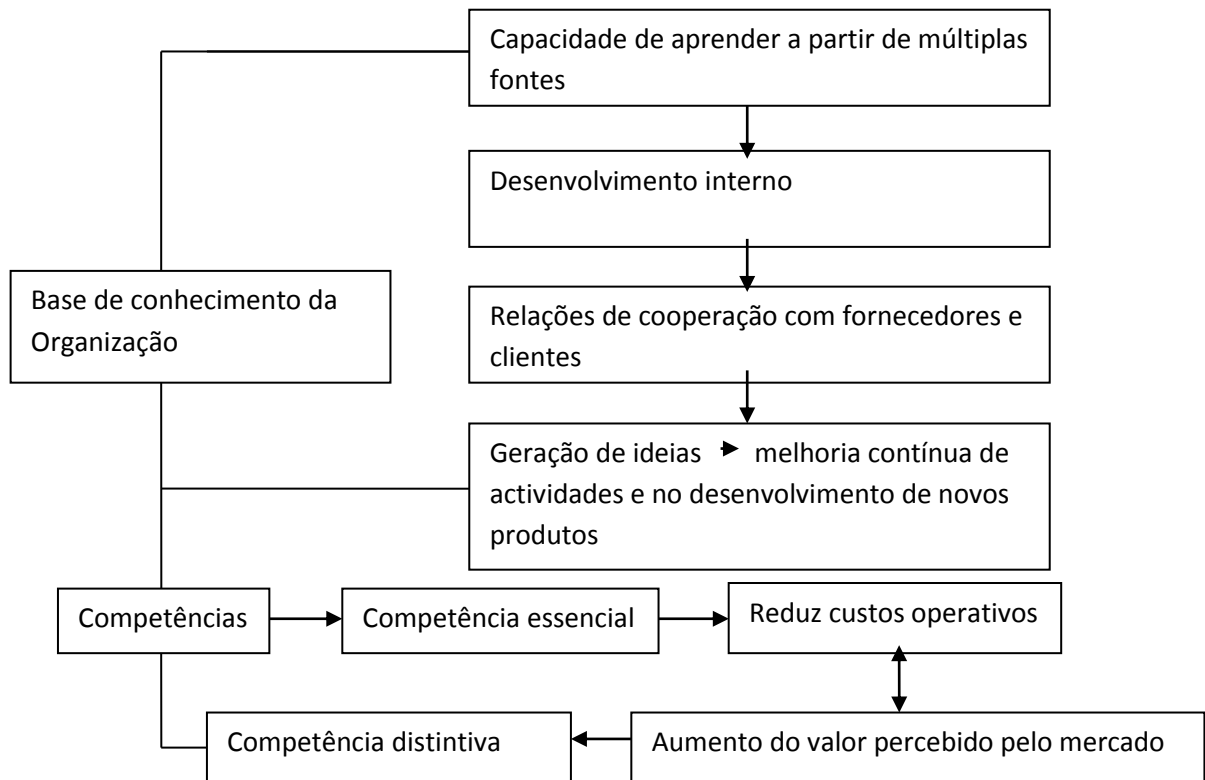 Capacidade de aprender a partir de múltiplas
fontes
Desenvolvimento interno
Base de conhecimento da
Organização
Relações de cooperação com fornecedores e
clientes
Geração de ideias melhoria contínua de
actividades e no desenvolvimento de novos
produtos
Competências
Competência essencial
Reduz custos operativos
Competência distintiva
Aumento do valor percebido pelo mercado